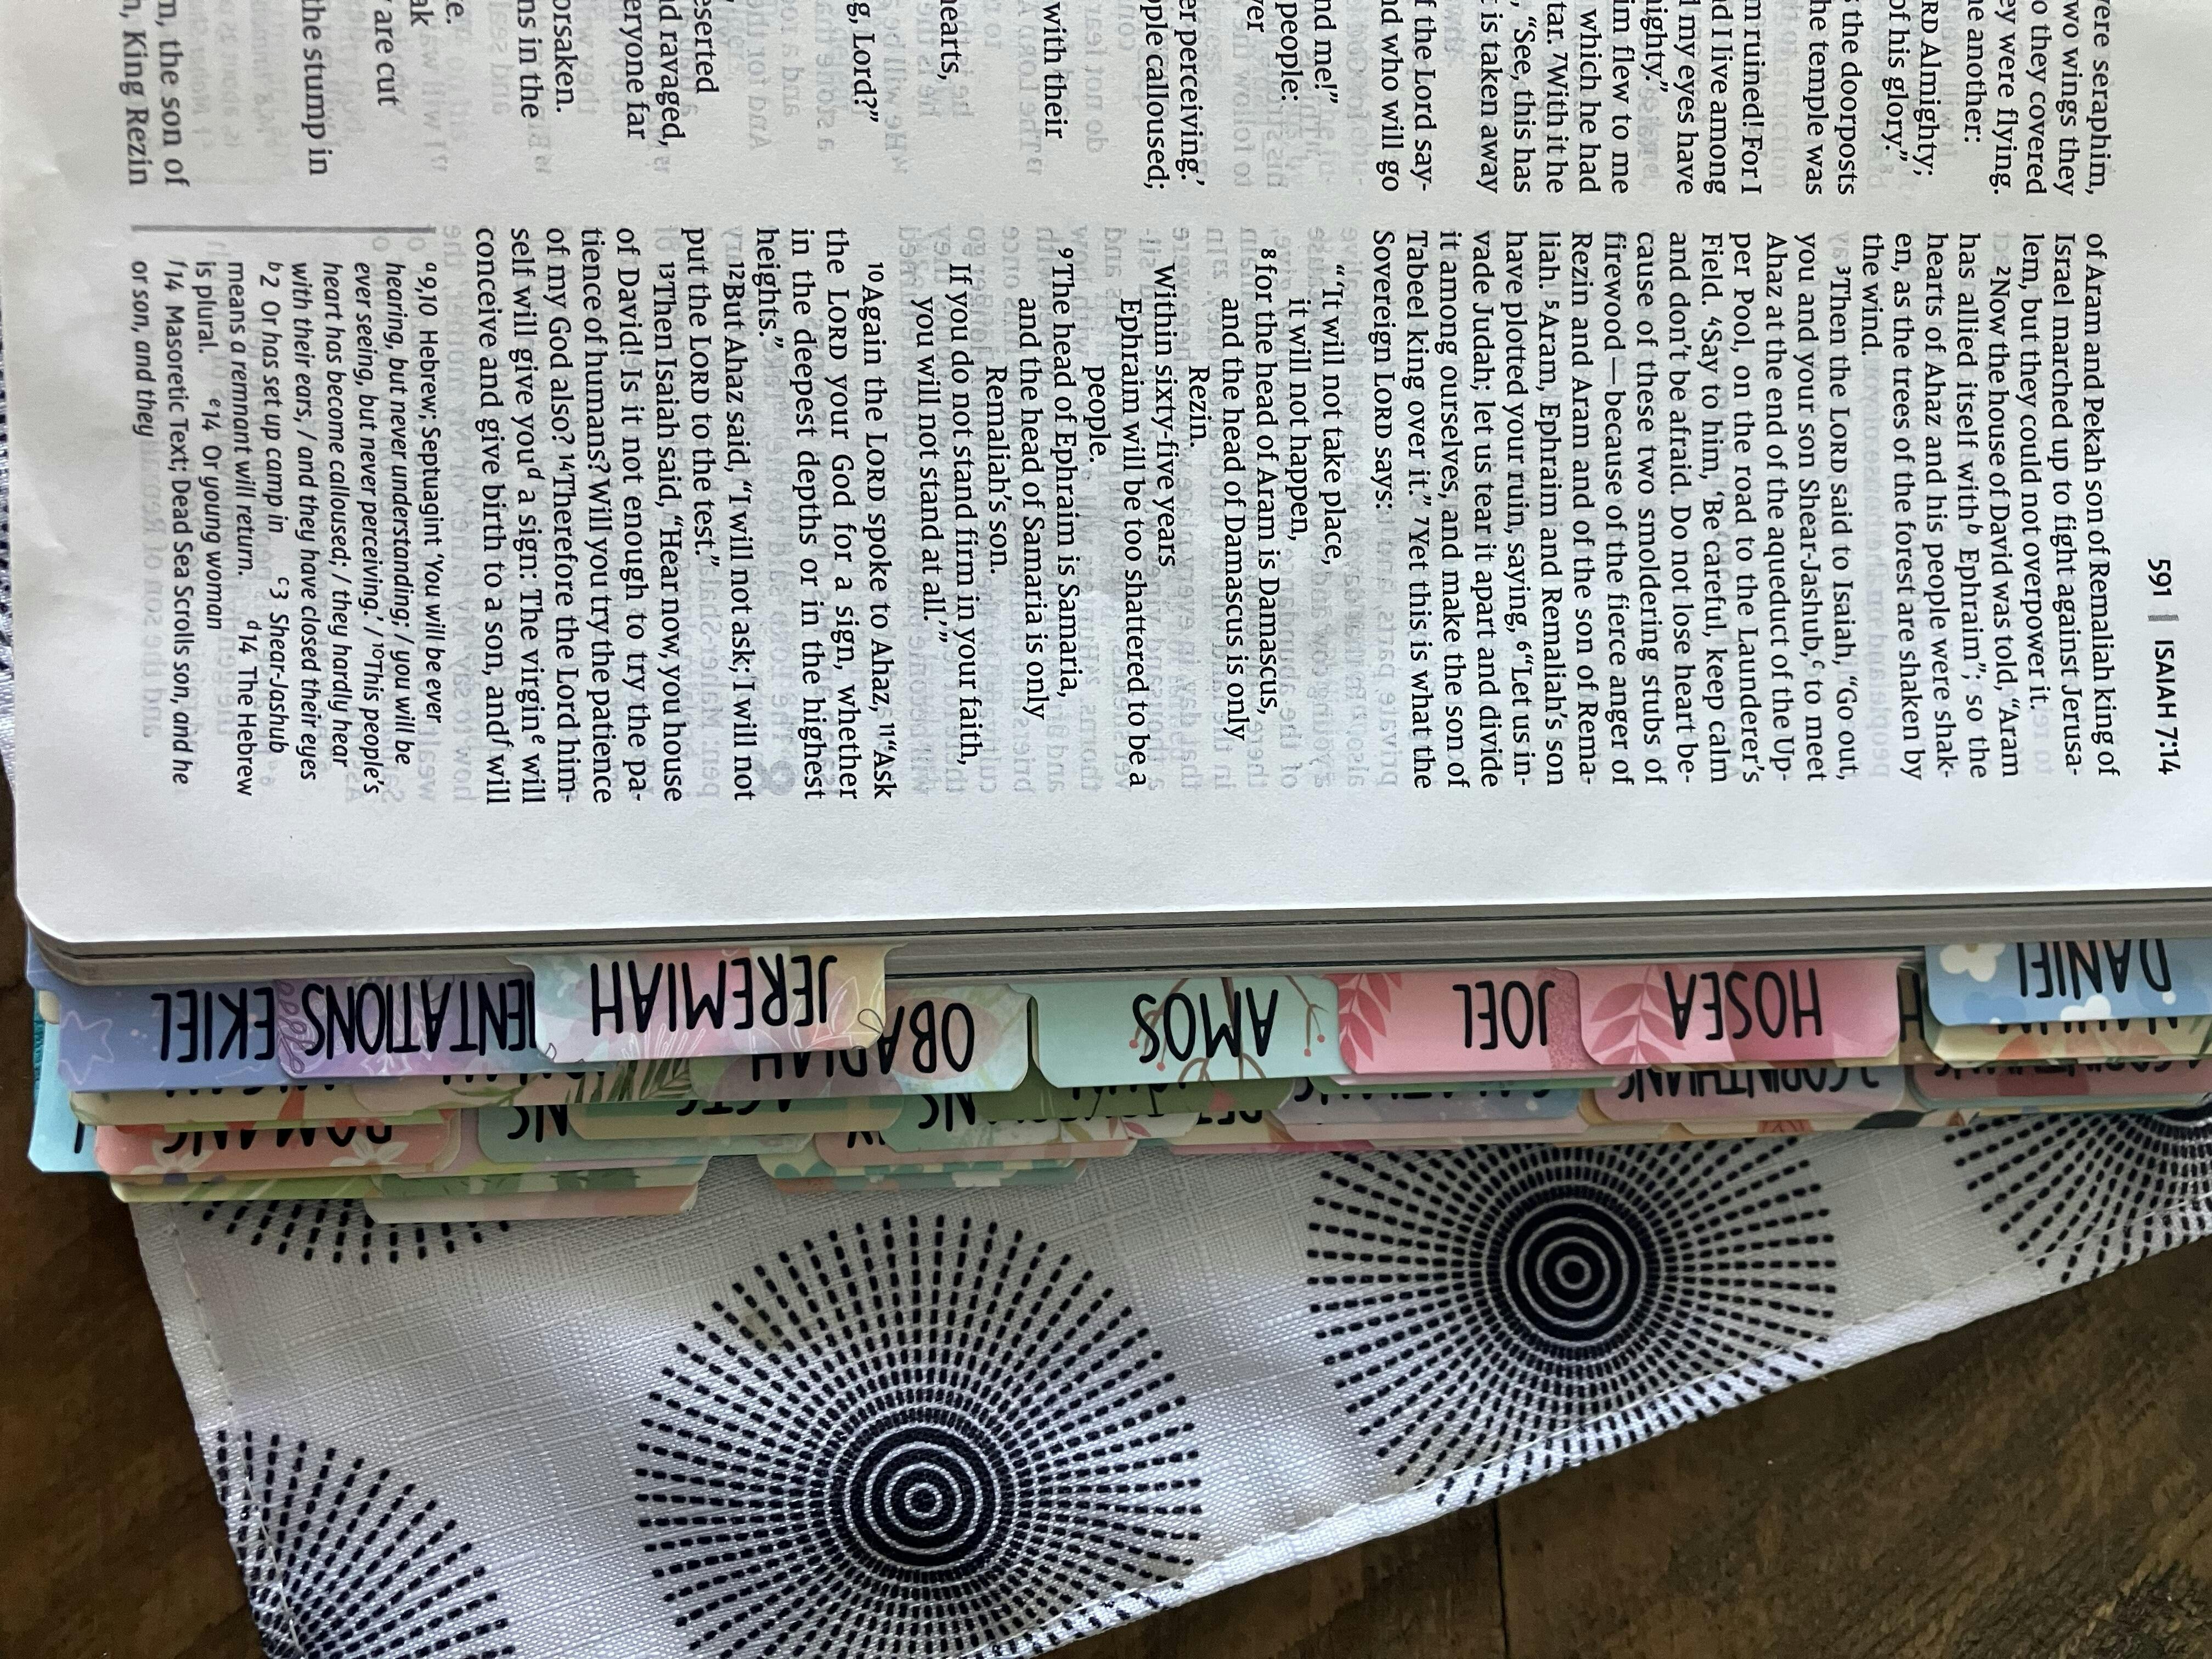 591 | ISAIAH 7:14
ere seraphim,
two wings they
o they covered
ey were flying.
e another:
RD Almighty;
of his glory.”
the doorposts
he temple was
m ruined! For I
d I live among
my eyes have
ighty.”
im flew to me
which he had
tar. ⁷With it he
“See, this has
is taken away
f the Lord say-
nd who will go
nd me!”
people:
er perceiving.’
ple calloused;
with their
hearts,
g, Lord?”
eserted
d ravaged,
eryone far
orsaken.
ns in the
are cut
the stump in
the son of
King Rezin
of Aram and Pekah son of Remaliah king of
Israel marched up to fight against Jerusa-
lem, but they could not overpower it.
²Now the house of David was told, “Aram
has allied itself withᵇ Ephraim”; so the
hearts of Ahaz and his people were shak-
en, as the trees of the forest are shaken by
the wind.
³Then the LORD said to Isaiah, “Go out,
you and your son Shear-Jashub,ᶜ to meet
Ahaz at the end of the aqueduct of the Up-
per Pool, on the road to the Launderer’s
Field. ⁴Say to him, ‘Be careful, keep calm
and don’t be afraid. Do not lose heart be-
cause of these two smoldering stubs of
firewood — because of the fierce anger of
Rezin and Aram and of the son of Rema-
liah. ⁵Aram, Ephraim and Remaliah’s son
have plotted your ruin, saying, ⁶“Let us in-
vade Judah; let us tear it apart and divide
it among ourselves, and make the son of
Tabeel king over it.” ⁷Yet this is what the
Sovereign LORD says:
“ ‘It will not take place,
it will not happen,
⁸for the head of Aram is Damascus,
and the head of Damascus is only
Rezin.
Within sixty-five years
Ephraim will be too shattered to be a
people.
⁹The head of Ephraim is Samaria,
and the head of Samaria is only
Remaliah’s son.
If you do not stand firm in your faith,
you will not stand at all.’ ”
¹⁰Again the LORD spoke to Ahaz, ¹¹“Ask
the LORD your God for a sign, whether
in the deepest depths or in the highest
heights.”
¹²But Ahaz said, “I will not ask; I will not
put the LORD to the test.”
¹³Then Isaiah said, “Hear now, you house
of David! Is it not enough to try the pa-
tience of humans? Will you try the patience
of my God also? ¹⁴Therefore the Lord him-
self will give youᵈ a sign: The virginᵉ will
conceive and give birth to a son, andᶠ will
ᵃ9,10 Hebrew; Septuagint ‘You will be ever
hearing, but never understanding; / you will be
ever seeing, but never perceiving.’ / ¹⁰This people’s
heart has become calloused; / they hardly hear
with their ears, / and they have closed their eyes
ᵇ2 Or has set up camp in ᶜ3 Shear-Jashub
means a remnant will return. ᵈ14 The Hebrew
is plural. ᵉ14 Or young woman
ᶠ14 Masoretic Text; Dead Sea Scrolls son, and he
or son, and they
DANIEL
HOSEA
JOEL
AMOS
OBADIAH
JEREMIAH
ENTATIONS
EKIEL